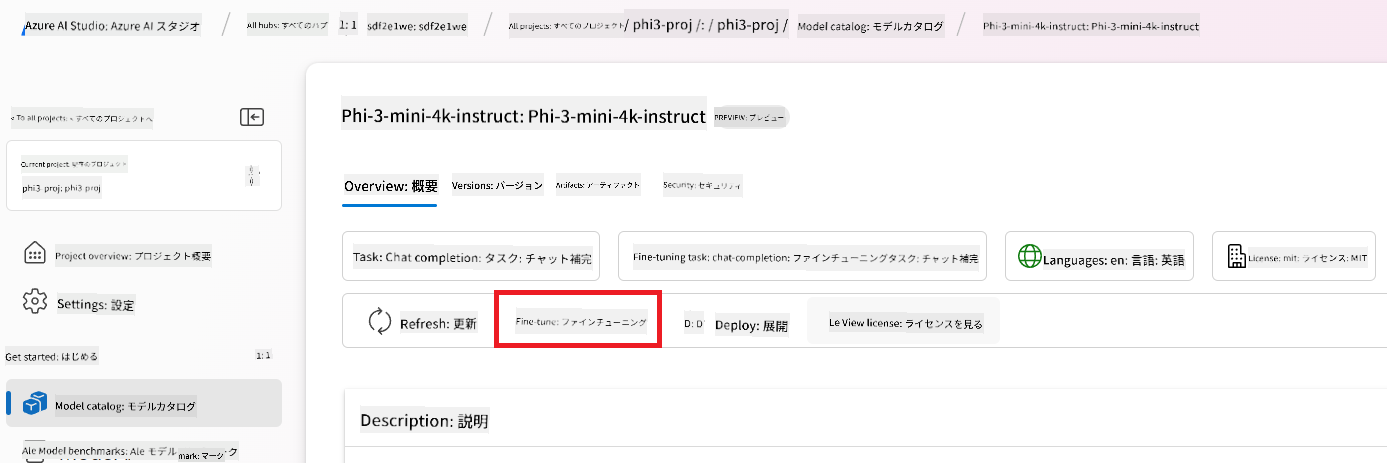 Azure AI Studio: Azure AI スタジオ / All hubs: すべてのハブ 1: 1 sdf2e1we: sdf2e1we / All projects: すべてのプロジェクト / phi3-proj /: / phi3-proj / Model catalog: モデルカタログ / Phi-3-mini-4k-instruct: Phi-3-mini-4k-instruct
< To all projects: < すべてのプロジェクトへ
Current project: 現在のプロジェクト
phi3 proj: phi3 proj
Project overview: プロジェクト概要
Settings: 設定
Get started: はじめる 1: 1
Model catalog: モデルカタログ
Ale Model benchmarks: Ale モデル mark: マーク ク
Phi-3-mini-4k-instruct: Phi-3-mini-4k-instruct PREVIEW: プレビュー
Overview: 概要 Versions: バージョン Artifacts: アーティファクト Security: セキュリティ
Task: Chat completion: タスク: チャット補完 Fine-tuning task: chat-completion: ファインチューニングタスク: チャット補完 Languages: en: 言語: 英語 License: mit: ライセンス: MIT
Refresh: 更新 Fine-tune: ファインチューニング D: D Deploy: 展開 Le View license: ライセンスを見る
Description: 説明